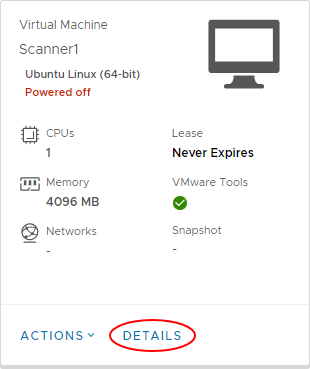 Virtual Machine
Scanner1
Ubuntu Linux (64-bit)
Powered off
CPUs
1
Lease
Never Expires
Memory
4096 MB
VMware Tools
Networks
-
Snapshot
-
ACTIONS
DETAILS